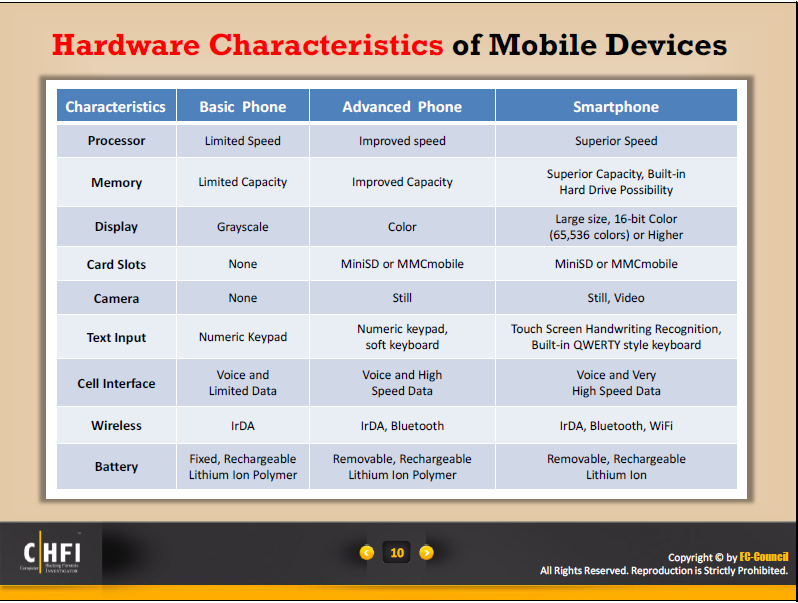 Hardware Characteristics of Mobile Devices
Characteristics Basic Phone Advanced Phone Smartphone
Processor Limited Speed Improved speed Superior Speed
Memory Limited Capacity Improved Capacity Superior Capacity, Built-in
Hard Drive Possibility
Display Grayscale Color Large size, 16-bit Color
(65,536 colors) or Higher
Card Slots None MiniSD or MMCmobile MiniSD or MMCmobile
Camera None Still Still, Video
Text Input Numeric Keypad Numeric keypad,
soft keyboard Touch Screen Handwriting Recognition,
Built-in QWERTY style keyboard
Cell Interface Voice and
Limited Data Voice and High
Speed Data Voice and Very
High Speed Data
Wireless IrDA IrDA, Bluetooth IrDA, Bluetooth, WiFi
Battery Fixed, Rechargeable
Lithium Ion Polymer Removable, Rechargeable
Lithium Ion Polymer Removable, Rechargeable
Lithium Ion
CHFI
Computer Hacking Forensic
INVESTIGATOR
10
Copyright © by EC-Council
All Rights Reserved. Reproduction is Strictly Prohibited.